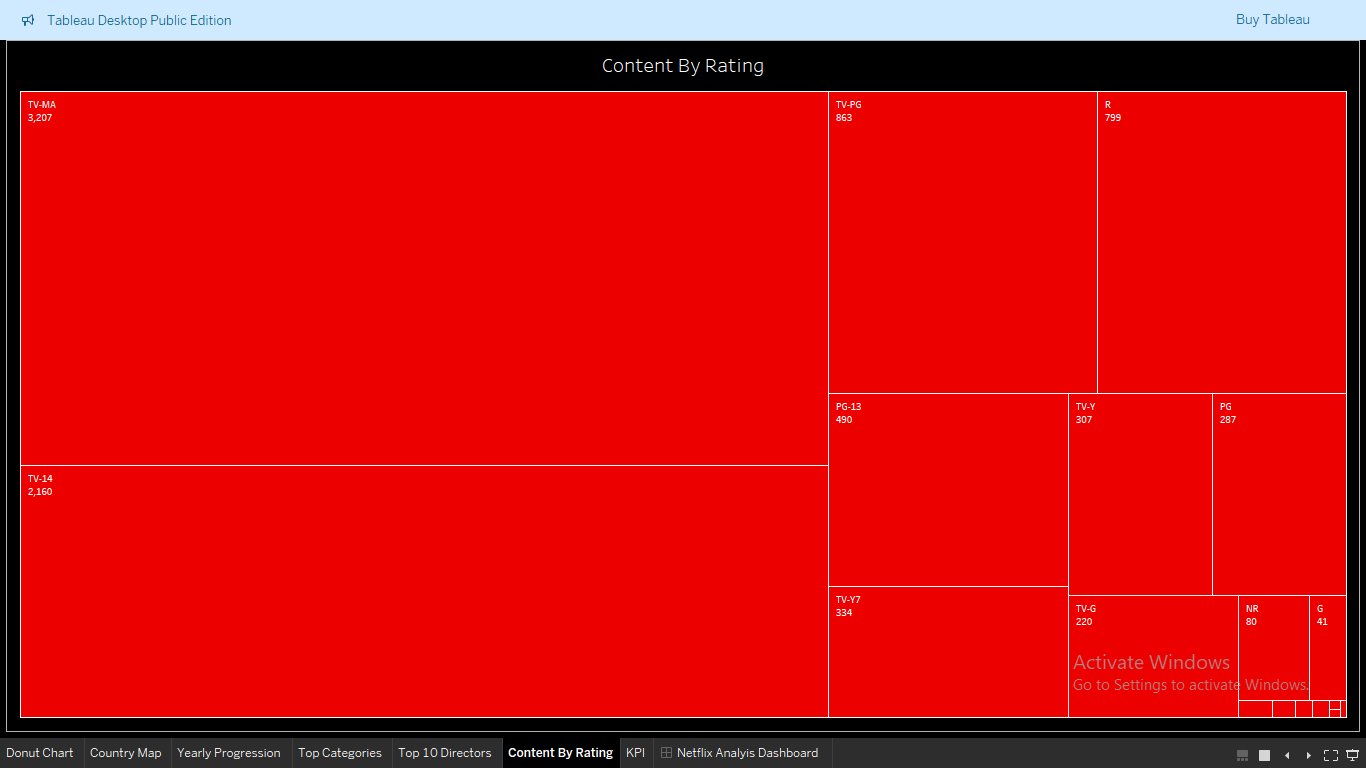 Tableau Desktop Public Edition
Buy Tableau
Content By Rating
TV-MA
3,207
TV-PG
863
R
799
TV-14
2,160
PG-13
490
TV-Y
307
PG
287
TV-Y7
334
TV-G
220
NR
80
G
41
Activate Windows
Go to Settings to activate Windows.
Donut Chart
Country Map
Yearly Progression
Top Categories
Top 10 Directors
Content By Rating
KPI
Netflix Analyis Dashboard